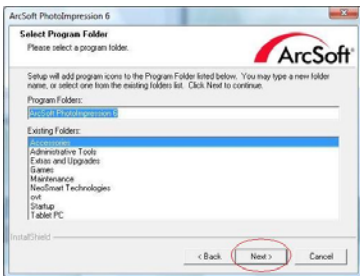 ArcSoft PhotoImpression 6
Select Program Folder
Please select a program folder.
ArcSoft
Setup will add program icons to the Program Folder listed below. You may type a new folder
name, or select one from the existing folders list. Click Next to continue.
Program Folders:
ArcSoft PhotoImpression 6
Existing Folders:
Accessories
Administrative Tools
Extras and Upgrades
Games
Maintenance
NeoSmart Technologies
ovt
Startup
Tablet PC
InstallShield
< Back
Next >
Cancel